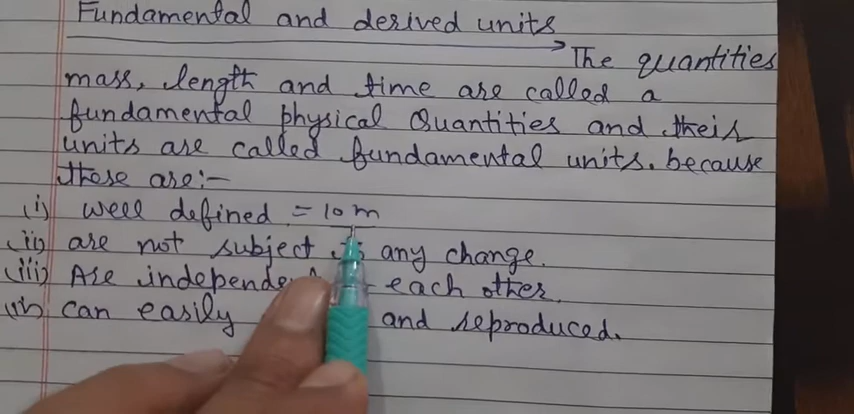 Fundamental and derived units
The quantities
mass, length and time are called a
fundamental physical Quantities and their
units are called fundamental units. because
these are:-
(i) well defined = 10 m
(ii) are not subject any change.
(iii) Are independent each other.
(iv) can easily and reproduced.